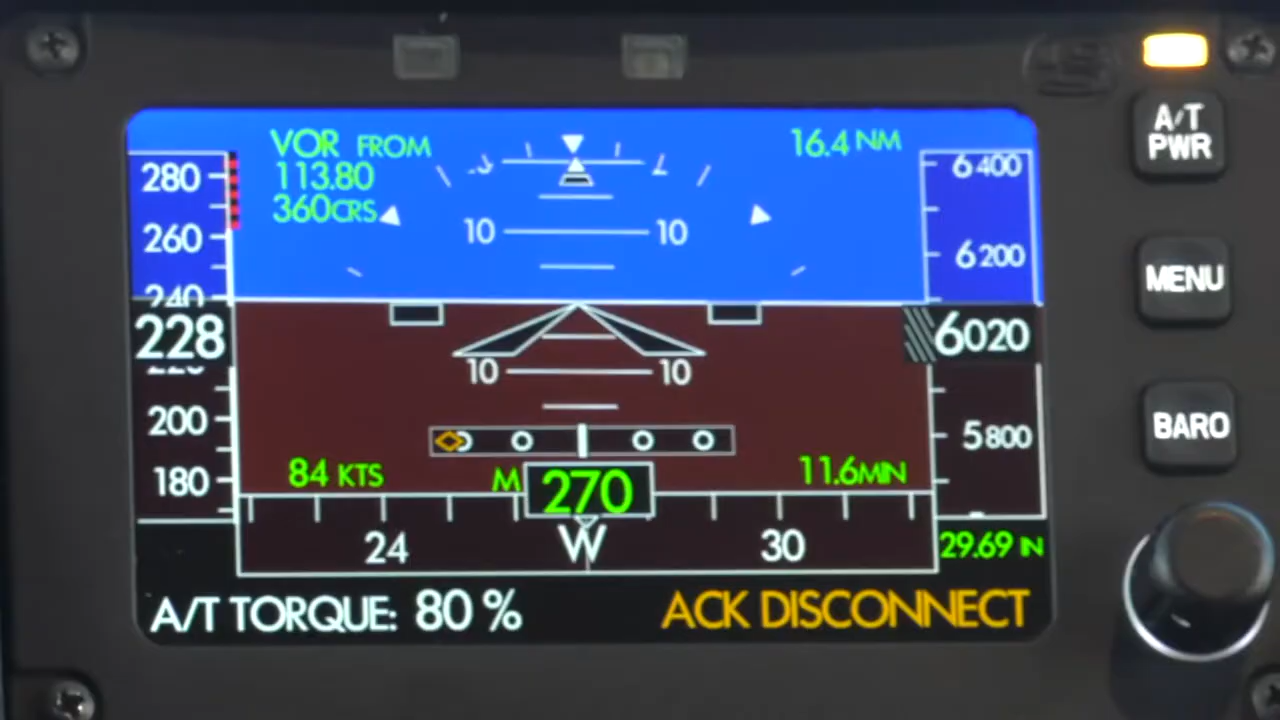 VOR FROM
113.80
360CRS
16.4 NM
280
260
240
228
200
180
10 10
10 10
6400
6200
6020
5800
84 KTS
M 270
11.6MIN
24 W 30
29.69 IN
A/T TORQUE: 80 %
ACK DISCONNECT
A/T
PWR
MENU
BARO